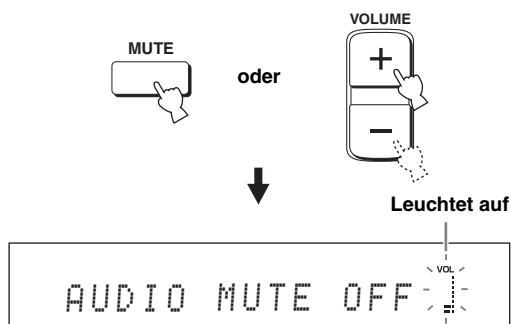 VOLUME
MUTE
oder
+
−
Leuchtet auf
VOL
AUDIO MUTE OFF